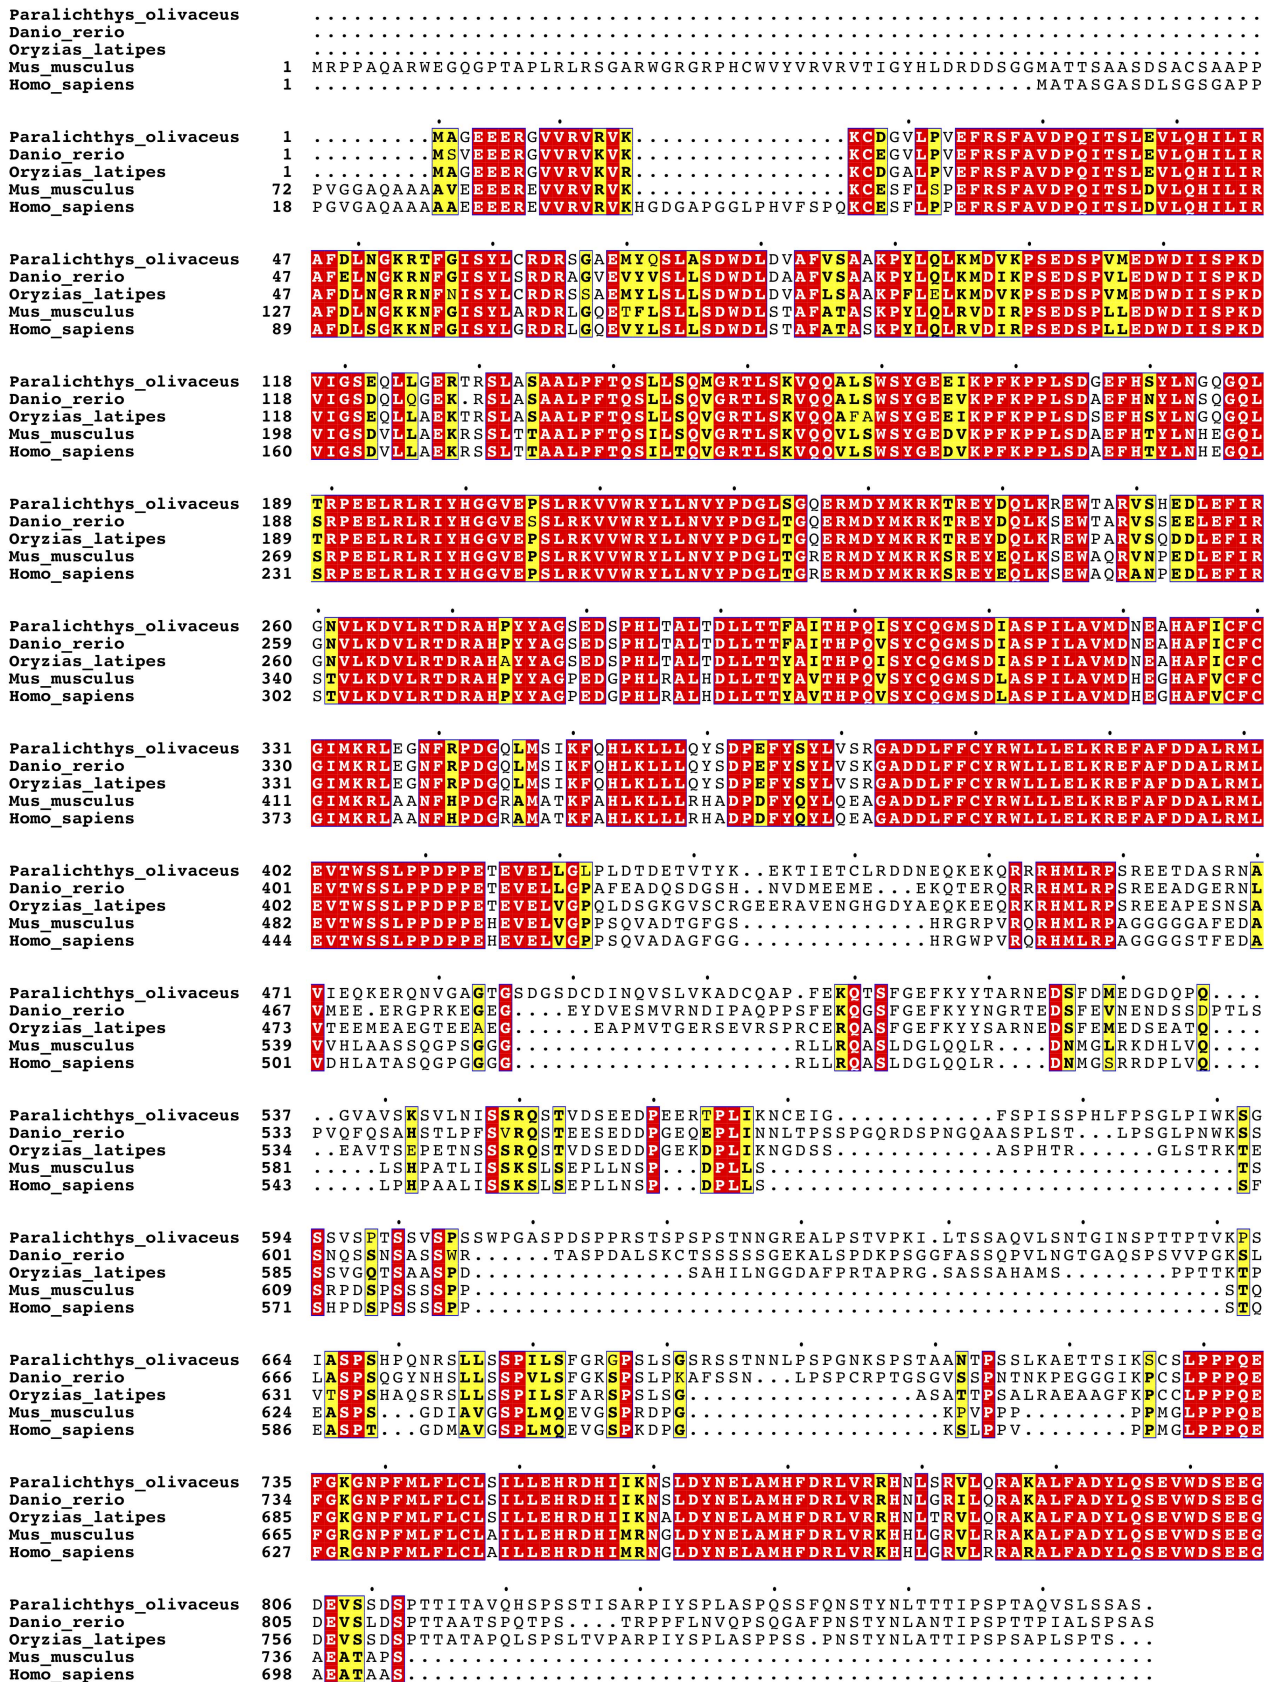 Paralichthys_olivaceus .......................................................................
Danio_rerio .......................................................................
Oryzias_latipes .......................................................................
Mus_musculus 1 MRPPAQARWEGQGPTAPLRLRSGARWGRGRPHCWVYVRVRVTIGYHLDRDDSGGMATTSAASDSACSAAPP
Homo_sapiens 1 ......................................................MATASGASDLSGSGAPP
Paralichthys_olivaceus 1 .........MAGEEERGVVRVRVK................KCDGVLPVEFRSFAVDPQITSLEVLQHILIR
Danio_rerio 1 .........MSVEEERGVVRVKVK................KCEGVLPVEFRSFAVDPQITSLEVLQHILIR
Oryzias_latipes 1 .........MAGEEERGVVRVRVR................KCDGALPVEFRSFAVDPQITSLEVLQHILIR
Mus_musculus 72 PVGGAQAAAAVEEEEREVVRVRVK................KCESFLSPEFRSFAVDPQITSLDVLQHILIR
Homo_sapiens 18 PGVGAQAAAAAAEEEEREVVRVRVKHGDGAPGGLPHVFSPQKCESFLPPEFRSFAVDPQITSLDVLQHILIR
Paralichthys_olivaceus 47 AFDLNGKRTFGISYLCRDRSGAEMYQSLASDWDLDVAFVSAAKPYLQLKMDVKPSEDSPVMEDWDIISPKD
Danio_rerio 47 AFELNGKRNFGISYLSRDRAGVEVYVSLLSDWDLDAAFVSAAKPYLQLKMDIKPSEDSPVLEDWDIISPKD
Oryzias_latipes 47 AFDLNGRRNFNISYLCRDRSSAEMYLSLLSDWDLDVAFLSAAKPFLELKMDVKPSEDSPVMEDWDIISPKD
Mus_musculus 127 AFDLSGKKNFGISYLARDRLGQETFLSLLSDWDLSTAFATASKPYLQLRVDIRPSEDSPLLEDWDIISPKD
Homo_sapiens 89 AFDLSGKKNFGISYLGRDRLGQEVYLSLLSDWDLSTAFATASKPYLQLRVDIRPSEDSPLLEDWDIISPKD
Paralichthys_olivaceus 118 VIGSEQLLGERTRSLASAALPFTQSLLSQMGRTLSKVQQALSWSYGEEIKPFKPPLSDGEFHSYLNGQGQL
Danio_rerio 118 VIGSDQLQGEK.RSLASAALPFTQSLLSQVGRTLSRVQQALSWSYGEEVKPFKPPLSDAEFHNYLNSQGQL
Oryzias_latipes 118 VIGSEQLLAEKTRSLASAALPFTQSLLSQVGRTLSKVQQAFAWSYGEEIKPFKPPLSDSEFHSYLNGQGQL
Mus_musculus 198 VIGSDVLLAEKRSSLTTAALPFTQSILSQVGRTLSKVQQVLSWSYGEDVKPFKPPLSDAEFHTYLNHEGQL
Homo_sapiens 160 VIGSDVLLAEKRSSLTTAALPFTQSILTQVGRTLSKVQQVLSWSYGEDVKPFKPPLSDAEFHTYLNHEGQL
Paralichthys_olivaceus 189 TRPEELRLRIYHGGVEPSLRKVVWRYLLNVYPDGLSGQERMDYMKRKTREYDQLKREWTARVSHEDLEFIR
Danio_rerio 188 SRPEELRLRIYHGGVESSLRKVVWRYLLNVYPDGLTGQERMDYMKRKTREYDQLKSEWTARVSSEELEFIR
Oryzias_latipes 189 TRPEELRLRIYHGGVEPSLRKVVWRYLLNVYPDGLTGQERMDYMKRKTREYDQLKREWPARVSQDDLEFIR
Mus_musculus 269 SRPEELRLRIYHGGVEPSLRKVVWRYLLNVYPDGLTGRERMDYMKRKSREYEQLKSEWAQRVNPEDLEFIR
Homo_sapiens 231 SRPEELRLRIYHGGVEPSLRKVVWRYLLNVYPDGLTGRERMDYMKRKSREYEQLKSEWAQRANPEDLEFIR
Paralichthys_olivaceus 260 GNVLKDVLRTDRAHPYYAGSEDSPHLTALTDLLTTFAITHPQISYCQGMSDIASPILAVMDNEAHAFICFC
Danio_rerio 259 GNVLKDVLRTDRAHPYYAGSEDSPHLTALTDLLTTFAITHPQVSYCQGMSDIASPILAVMDNEAHAFICFC
Oryzias_latipes 260 GNVLKDVLRTDRAHAYYAGSEDSPHLTALTDLLTTYAITHPQISYCQGMSDIASPILAVMDNEAHAFICFC
Mus_musculus 340 STVLKDVLRTDRAHPYYAGPEDGPHLRALHDLLTTYAVTHPQVSYCQGMSDLASPILAVMDHEGHAFVCFC
Homo_sapiens 302 STVLKDVLRTDRAHPYYAGPEDGPHLRALHDLLTTYAVTHPQVSYCQGMSDLASPILAVMDHEGHAFVCFC
Paralichthys_olivaceus 331 GIMKRLEGNFRPDGQLMSIKFQHLKLLLQYSDPEFYSYLVSRGADDLFFCYRWLLLELKREFAFDDALRML
Danio_rerio 330 GIMKRLEGNFRPDGQLMSIKFQHLKLLLQYSDPEFYSYLVSKGADDLFFCYRWLLLELKREFAFDDALRML
Oryzias_latipes 331 GIMKRLEGNFRPDGQLMSIKFQHLKLLLQYSDPEFYSYLVSRGADDLFFCYRWLLLELKREFAFDDALRML
Mus_musculus 411 GIMKRLAANFHPDGRAMATKFAHLKLLLRHADPDFYQYLQEAGADDLFFCYRWLLLELKREFAFDDALRML
Homo_sapiens 373 GIMKRLAANFHPDGRAMATKFAHLKLLLRHADPDFYQYLQEAGADDLFFCYRWLLLELKREFAFDDALRML
Paralichthys_olivaceus 402 EVTWSSLPPDPPETEVELLGLPLDTDETVTYK..EKTIETCLRDDNEQKEKQRRRHMLRPSREETDASRNA
Danio_rerio 401 EVTWSSLPPDPPETEVELLGPAFEADQSDGSH..NVDMEEME...EKQTERQRRRHMLRPSREEADGERNL
Oryzias_latipes 402 EVTWSSLPPDPPETEVELVGPQLDSGKGVSCRGEERAVENGHGDYAEQKEEQRKRHMLRPSREEAPESNSA
Mus_musculus 482 EVTWSSLPPDPPEHEVELVGPPSQVADTGFGS..............HRGRPVRQRHMLRPAGGGGGAFEDA
Homo_sapiens 444 EVTWSSLPPDPPEHEVELVGPPSQVADAGFGG..............HRGWPVRQRHMLRPAGGGGSTFEDA
Paralichthys_olivaceus 471 VIEQKERQNVGAGTGSDGSDCDINQVSLVKADCQAP.FEKQTSFGEFKYYTARNEDSFDMEDGDQPQ....
Danio_rerio 467 VMEE.ERGPRKEGAEG....EYDVESMVRNDIPAQPPSFEKQGSFGEFKYYNGRTEDSFEVNENDSSDPTLS
Oryzias_latipes 473 VTEEMEAEGTEEAEG......EAPMVTGERSEVRSPRCERQGSFGEFKYYSARNEDSFEMEDSEATQ....
Mus_musculus 539 VVHLAASSQGPSGGG.....................RLLRQASLDGLQQLR....DNMGLRKDHLVQ....
Homo_sapiens 501 VDHLATASQGPGGGG.....................RLLRQASLDGLQQLR....DNMGSRRDPLVQ....
Paralichthys_olivaceus 537 ..GVAVSKSVLNISSRQSTVDSEEDPEERTPLIKNCEIG............FSPISSPHLFPSGLPIWKSG
Danio_rerio 533 PVQFQSAHSTLPFSVRQSTEESEDDPGEQEPLINNLTPSSPGQRDSPNGQAASPLST...LPSGLPNWKSS
Oryzias_latipes 534 ..EAVTSEPETNSSSRQSTVDSEDDPGEKDPLIKNGDSS............ASPHTR....GLSTRKTE
Mus_musculus 581 .....LSHPATLISSKSLSEPLLNSP...DPLLS...................................TS
Homo_sapiens 543 .....LPHPAALISSKSLSEPLLNSP...DPLLS...................................SF
Paralichthys_olivaceus 594 SSVSPTSSVSPSSWPGASPDSPPRSTSPSPSTNNGREALPSTVPKI.LTSSAQVLSNTGINSPTTPTVKPS
Danio_rerio 601 SNQSSNSASSWR......TASPDALSKCTSSSSSGEKALSPDYPSGGFASSQPVLNGTGAQSPSVVPGKSL
Oryzias_latipes 585 SSVGQTSAASPD................SAHILNGGDAFPRTAPRG.SASSAHAMS........PPTTKTP
Mus_musculus 609 SRPDSPSSSSPP........................................................STQ
Homo_sapiens 571 SHPDSPSSSSPP........................................................STQ
Paralichthys_olivaceus 664 IASPSHPQNRSLLSSPILSFGRGPSLSGSRSSTNNLPSPGNKSPSTAANTPSSLKAETTSIKSCSLPPPQE
Danio_rerio 666 LASPSQGYNHSLLSSPVLSFGKSPSLPKAFSSN...LPSPCRPTGSGVSSPNTNKPEGGGIKPCSLPPPQE
Oryzias_latipes 631 VTSPSHAQSRSLLSSPILSFARSPSLSG.................ASATTPSALRAEAAGFKPCCLPPPQE
Mus_musculus 624 EASPS...GDIAVGSPLMQEVGSPRDPG...................KPVPPP........PPMGLPPPQE
Homo_sapiens 586 EASPT...GDMAVGSPLMQEVGSPKDPG...................KSLPPV........PPMGLPPPQE
Paralichthys_olivaceus 735 FGKGNPFMLFLCLSILLEHRDHIIKNSLDYNELAMHFDRLVRRHNLSRVLQRAKALFADYLQSEVWDSEEG
Danio_rerio 734 FGKGNPFMLFLCLSILLEHRDHIIKNSLDYNELAMHFDRLVRRHNLGRILQRAKALFADYLQSEVWDSEEG
Oryzias_latipes 685 FGKGNPFMLFLCLSILLEHRDHIIKNALDYNELAMHFDRLVRRHNLTRVLQRAKALFADYLQSEVWDSEEG
Mus_musculus 665 FGRGNPFMLFLCLAILLEHRDHIMRNGLDYNELAMHFDRLVRKHHLGRVLRRAKALFADYLQSEVWDSEEG
Homo_sapiens 627 FGRGNPFMLFLCLAILLEHRDHIMRNGLDYNELAMHFDRLVRKHHLGRVLRRARALFADYLQSEVWDSEEG
Paralichthys_olivaceus 806 DEVSSDSPTTITAVQHSPSSTISARPIYSPLASPQSSFQNSTYNLTTTIPSPTAQVSLSSAS.
Danio_rerio 805 DEVSLDSPTTAATSPQTPS....TRPPFLNVQPSQGAFPNSTYNLANTIPSPTTPIALSPSAS
Oryzias_latipes 756 DEVSSDSPTTATAPQLSPSLTVPARPIYSPLASPPSS.PNSTYNLATTIPSPSAPLSPTS...
Mus_musculus 736 AEATAPS........................................................
Homo_sapiens 698 AEATAAS........................................................